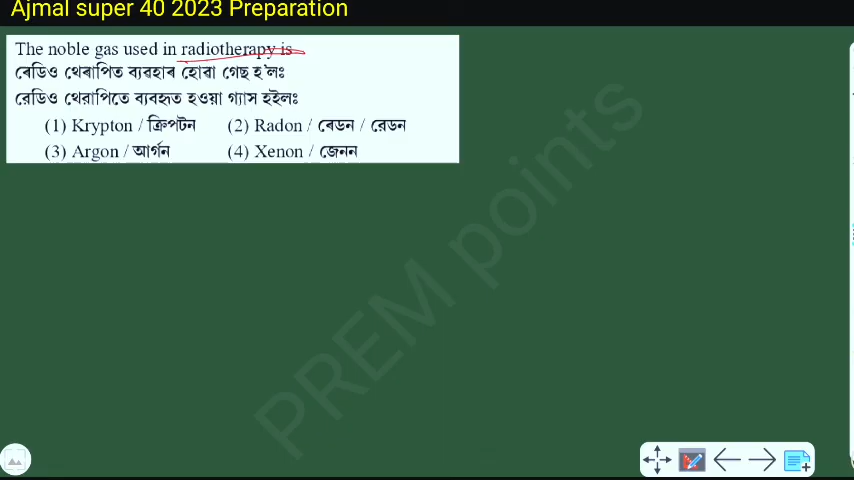 Ajmal super 40 2023 Preparation
The noble gas used in radiotherapy is
ৰেডিও থেৰাপিত ব্যৱহাৰ হোৱা গেছ হ'লঃ
রেডিও থেরাপিতে ব্যবহৃত হওয়া গ্যাস হইলঃ
(1) Krypton / ক্রিপটন (2) Radon / ৰেডন / রেডন
(3) Argon / আৰ্গন (4) Xenon / জেনন
PREM points